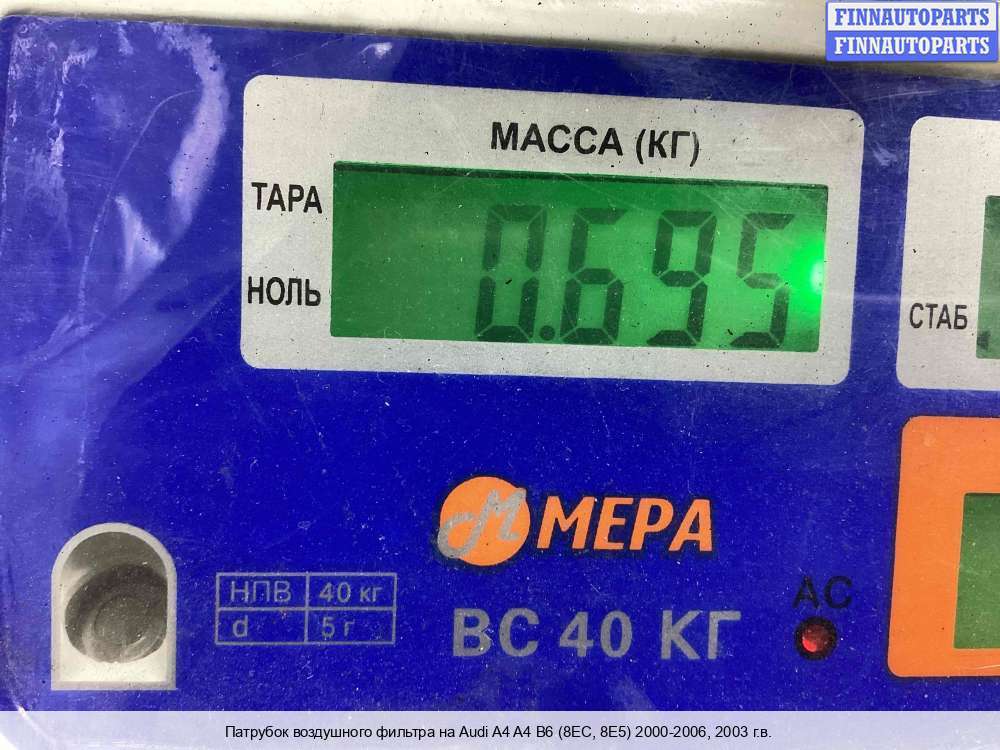 FINNAUTOPARTS
FINNAUTOPARTS
МАССА (КГ)
ТАРА
0.695
НОЛЬ
СТАБ
М МЕРА
НПВ 40 кг
d 5 г
ВС 40 КГ
AC
Патрубок воздушного фильтра на Audi A4 A4 B6 (8EC, 8E5) 2000-2006, 2003 г.в.